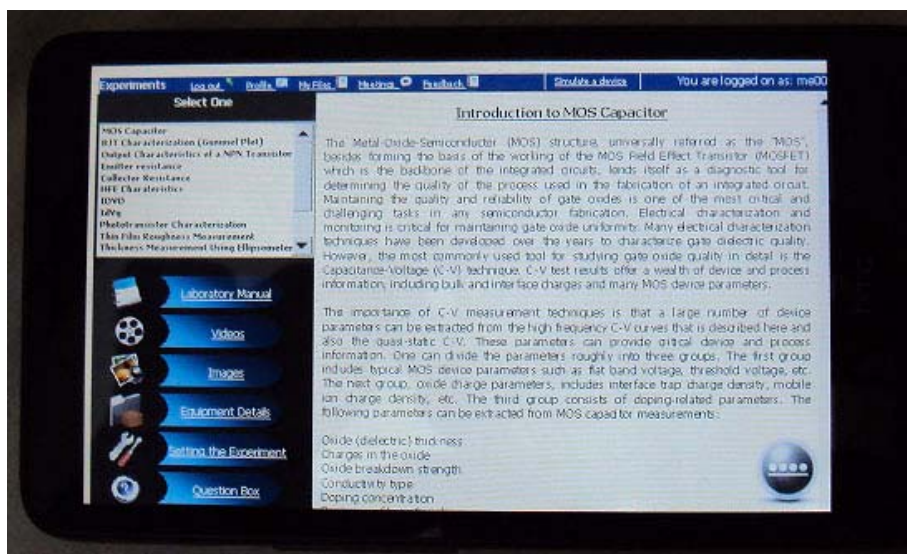 Experiments Log out Profile My Files Meetings Feedback Simulate a device You are logged on as: me00
Select One
MOS Capacitor
BJT Characterization (Gummel Plot)
Output Characteristics of a NPN Transistor
Emitter resistance
Collector Resistance
HFE Charateristics
IDVD
IdVg
Phototransistor Characterization
Thin Film Roughness Measurement
Thickness Measurement Using Ellipsometer
Laboratory Manual
Videos
Images
Equipment Details
Setting the Experiment
Question Box
Introduction to MOS Capacitor
The Metal-Oxide-Semiconductor (MOS) structure, universally referred as the "MOS",
besides forming the basis of the working of the MOS Field Effect Transistor (MOSFET)
which is the backbone of the integrated circuits, lends itself as a diagnostic tool for
determining the quality of the process used in the fabrication of an integrated circuit.
Maintaining the quality and reliability of gate oxides is one of the most critical and
challenging tasks in any semiconductor fabrication. Electrical characterization and
monitoring is critical for maintaining gate oxide uniformity. Many electrical characterization
techniques have been developed over the years to characterize gate dielectric quality.
However, the most commonly used tool for studying gate oxide quality in detail is the
Capacitance-Voltage (C-V) technique. C-V test results offer a wealth of device and process
information, including bulk and interface charges and many MOS device parameters.
The importance of C-V measurement techniques is that a large number of device
parameters can be extracted from the high frequency C-V curves that is described here and
also the quasi-static C-V. These parameters can provide critical device and process
information. One can divide the parameters roughly into three groups. The first group
includes typical MOS device parameters such as flat band voltage, threshold voltage, etc.
The next group, oxide charge parameters, includes interface trap charge density, mobile
ion charge density, etc. The third group consists of doping-related parameters. The
following parameters can be extracted from MOS capacitor measurements:
Oxide (dielectric) thickness
Charges in the oxide
Oxide breakdown strength
Conductivity type
Doping concentration